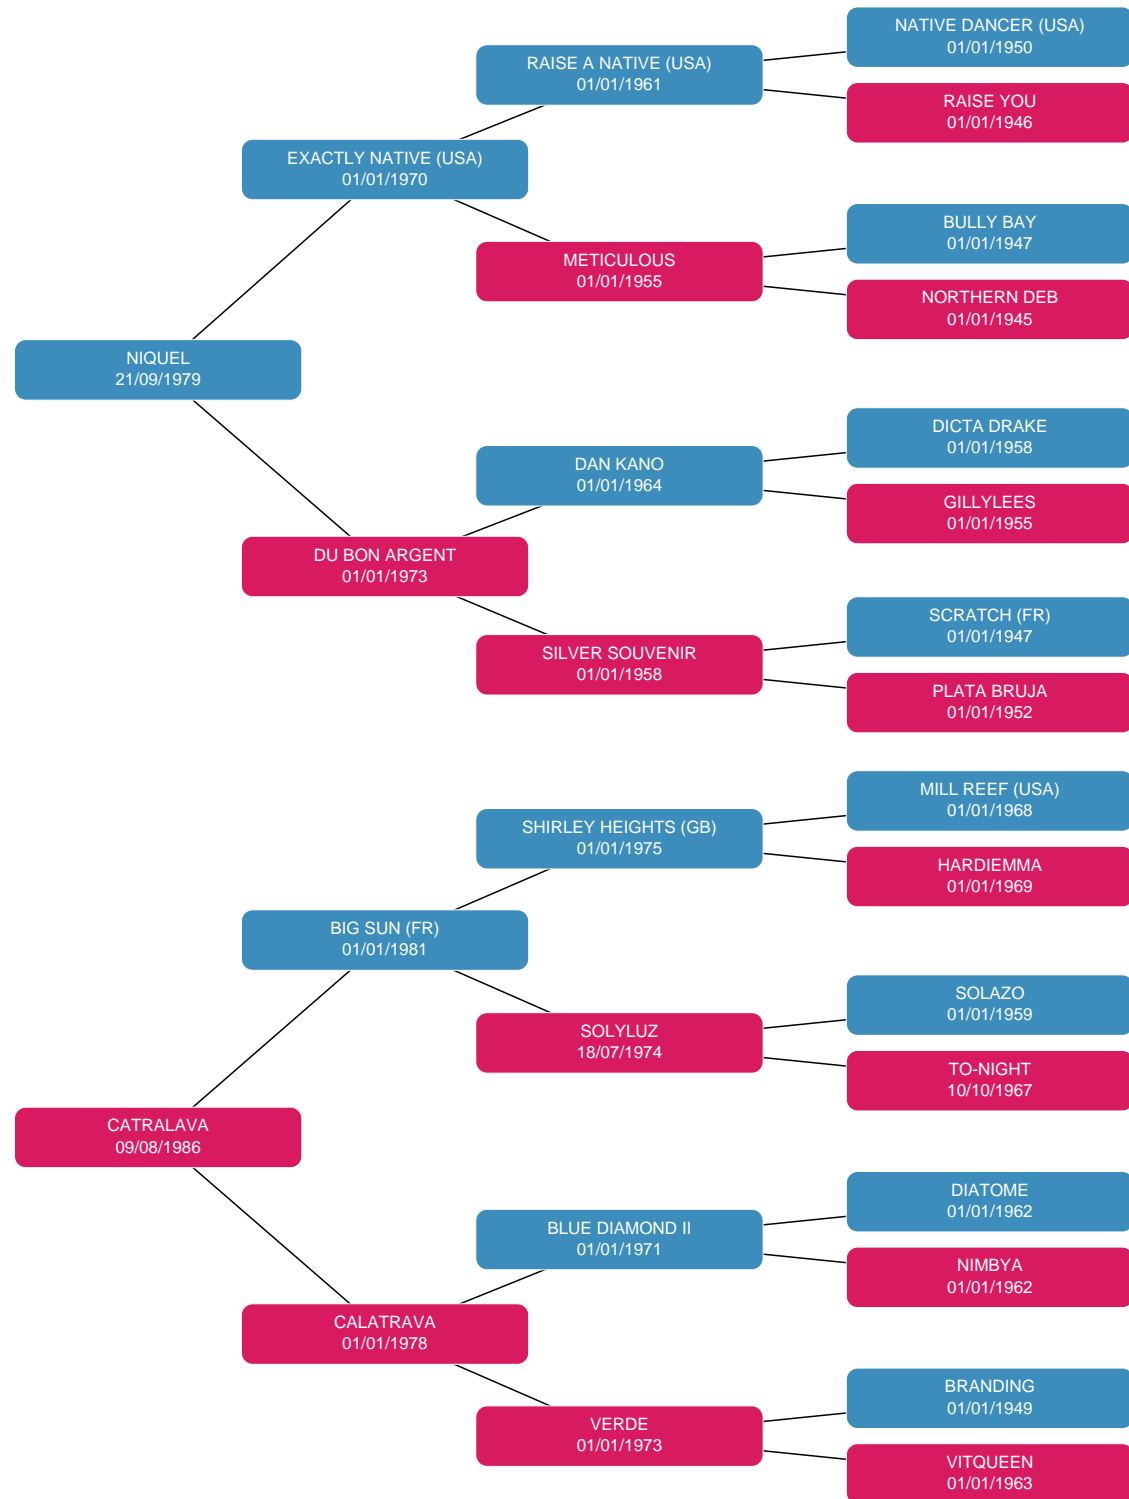 NATIVE DANCER (USA)
01/01/1950
RAISE A NATIVE (USA)
01/01/1961
RAISE YOU
01/01/1946
EXACTLY NATIVE (USA)
01/01/1970
BULLY BAY
01/01/1947
METICULOUS
01/01/1955
NORTHERN DEB
01/01/1945
NIQUEL
21/09/1979
DICTA DRAKE
01/01/1958
DAN KANO
01/01/1964
GILLYLEES
01/01/1955
DU BON ARGENT
01/01/1973
SCRATCH (FR)
01/01/1947
SILVER SOUVENIR
01/01/1958
PLATA BRUJA
01/01/1952
MILL REEF (USA)
01/01/1968
SHIRLEY HEIGHTS (GB)
01/01/1975
HARDIEMMA
01/01/1969
BIG SUN (FR)
01/01/1981
SOLAZO
01/01/1959
SOLYLUZ
18/07/1974
TO-NIGHT
10/10/1967
CATRALAVA
09/08/1986
DIATOME
01/01/1962
BLUE DIAMOND II
01/01/1971
NIMBYA
01/01/1962
CALATRAVA
01/01/1978
BRANDING
01/01/1949
VERDE
01/01/1973
VITQUEEN
01/01/1963